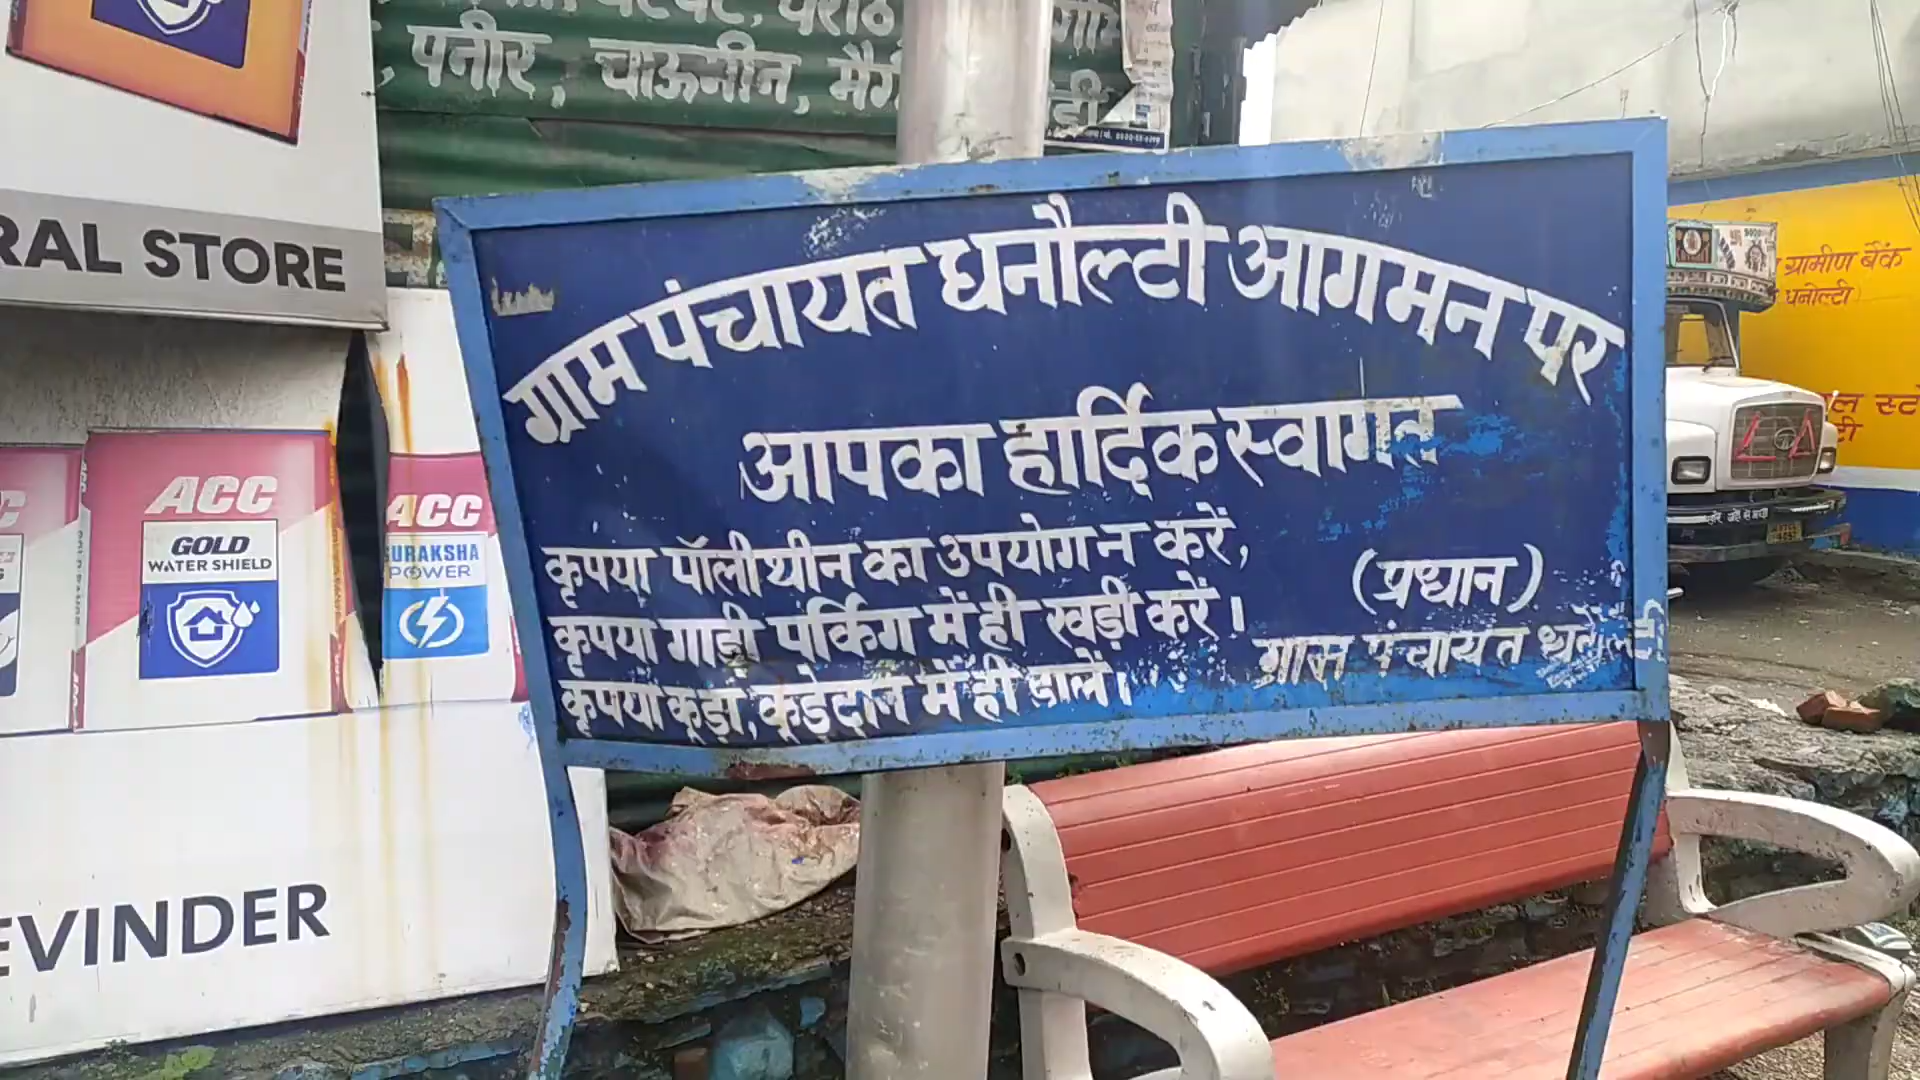 पनीर, चाऊमीन,
RAL STORE
ACC
GOLD
WATER SHIELD
ACC
SURAKSHA
POWER
EVINDER
ग्राम पंचायत धनौल्टी आगमन पर
आपका हार्दिक स्वागत
कृपया पॉलीथीन का उपयोग न करें,
कृपया गाडी पर्किग में ही खड़ी करें।
कृपया कूड़ा, कूडेदान में ही डालें।
(प्रधान)
ग्राम पंचायत धनोल्टी
ग्रामीण बैंक
धनोल्टी)